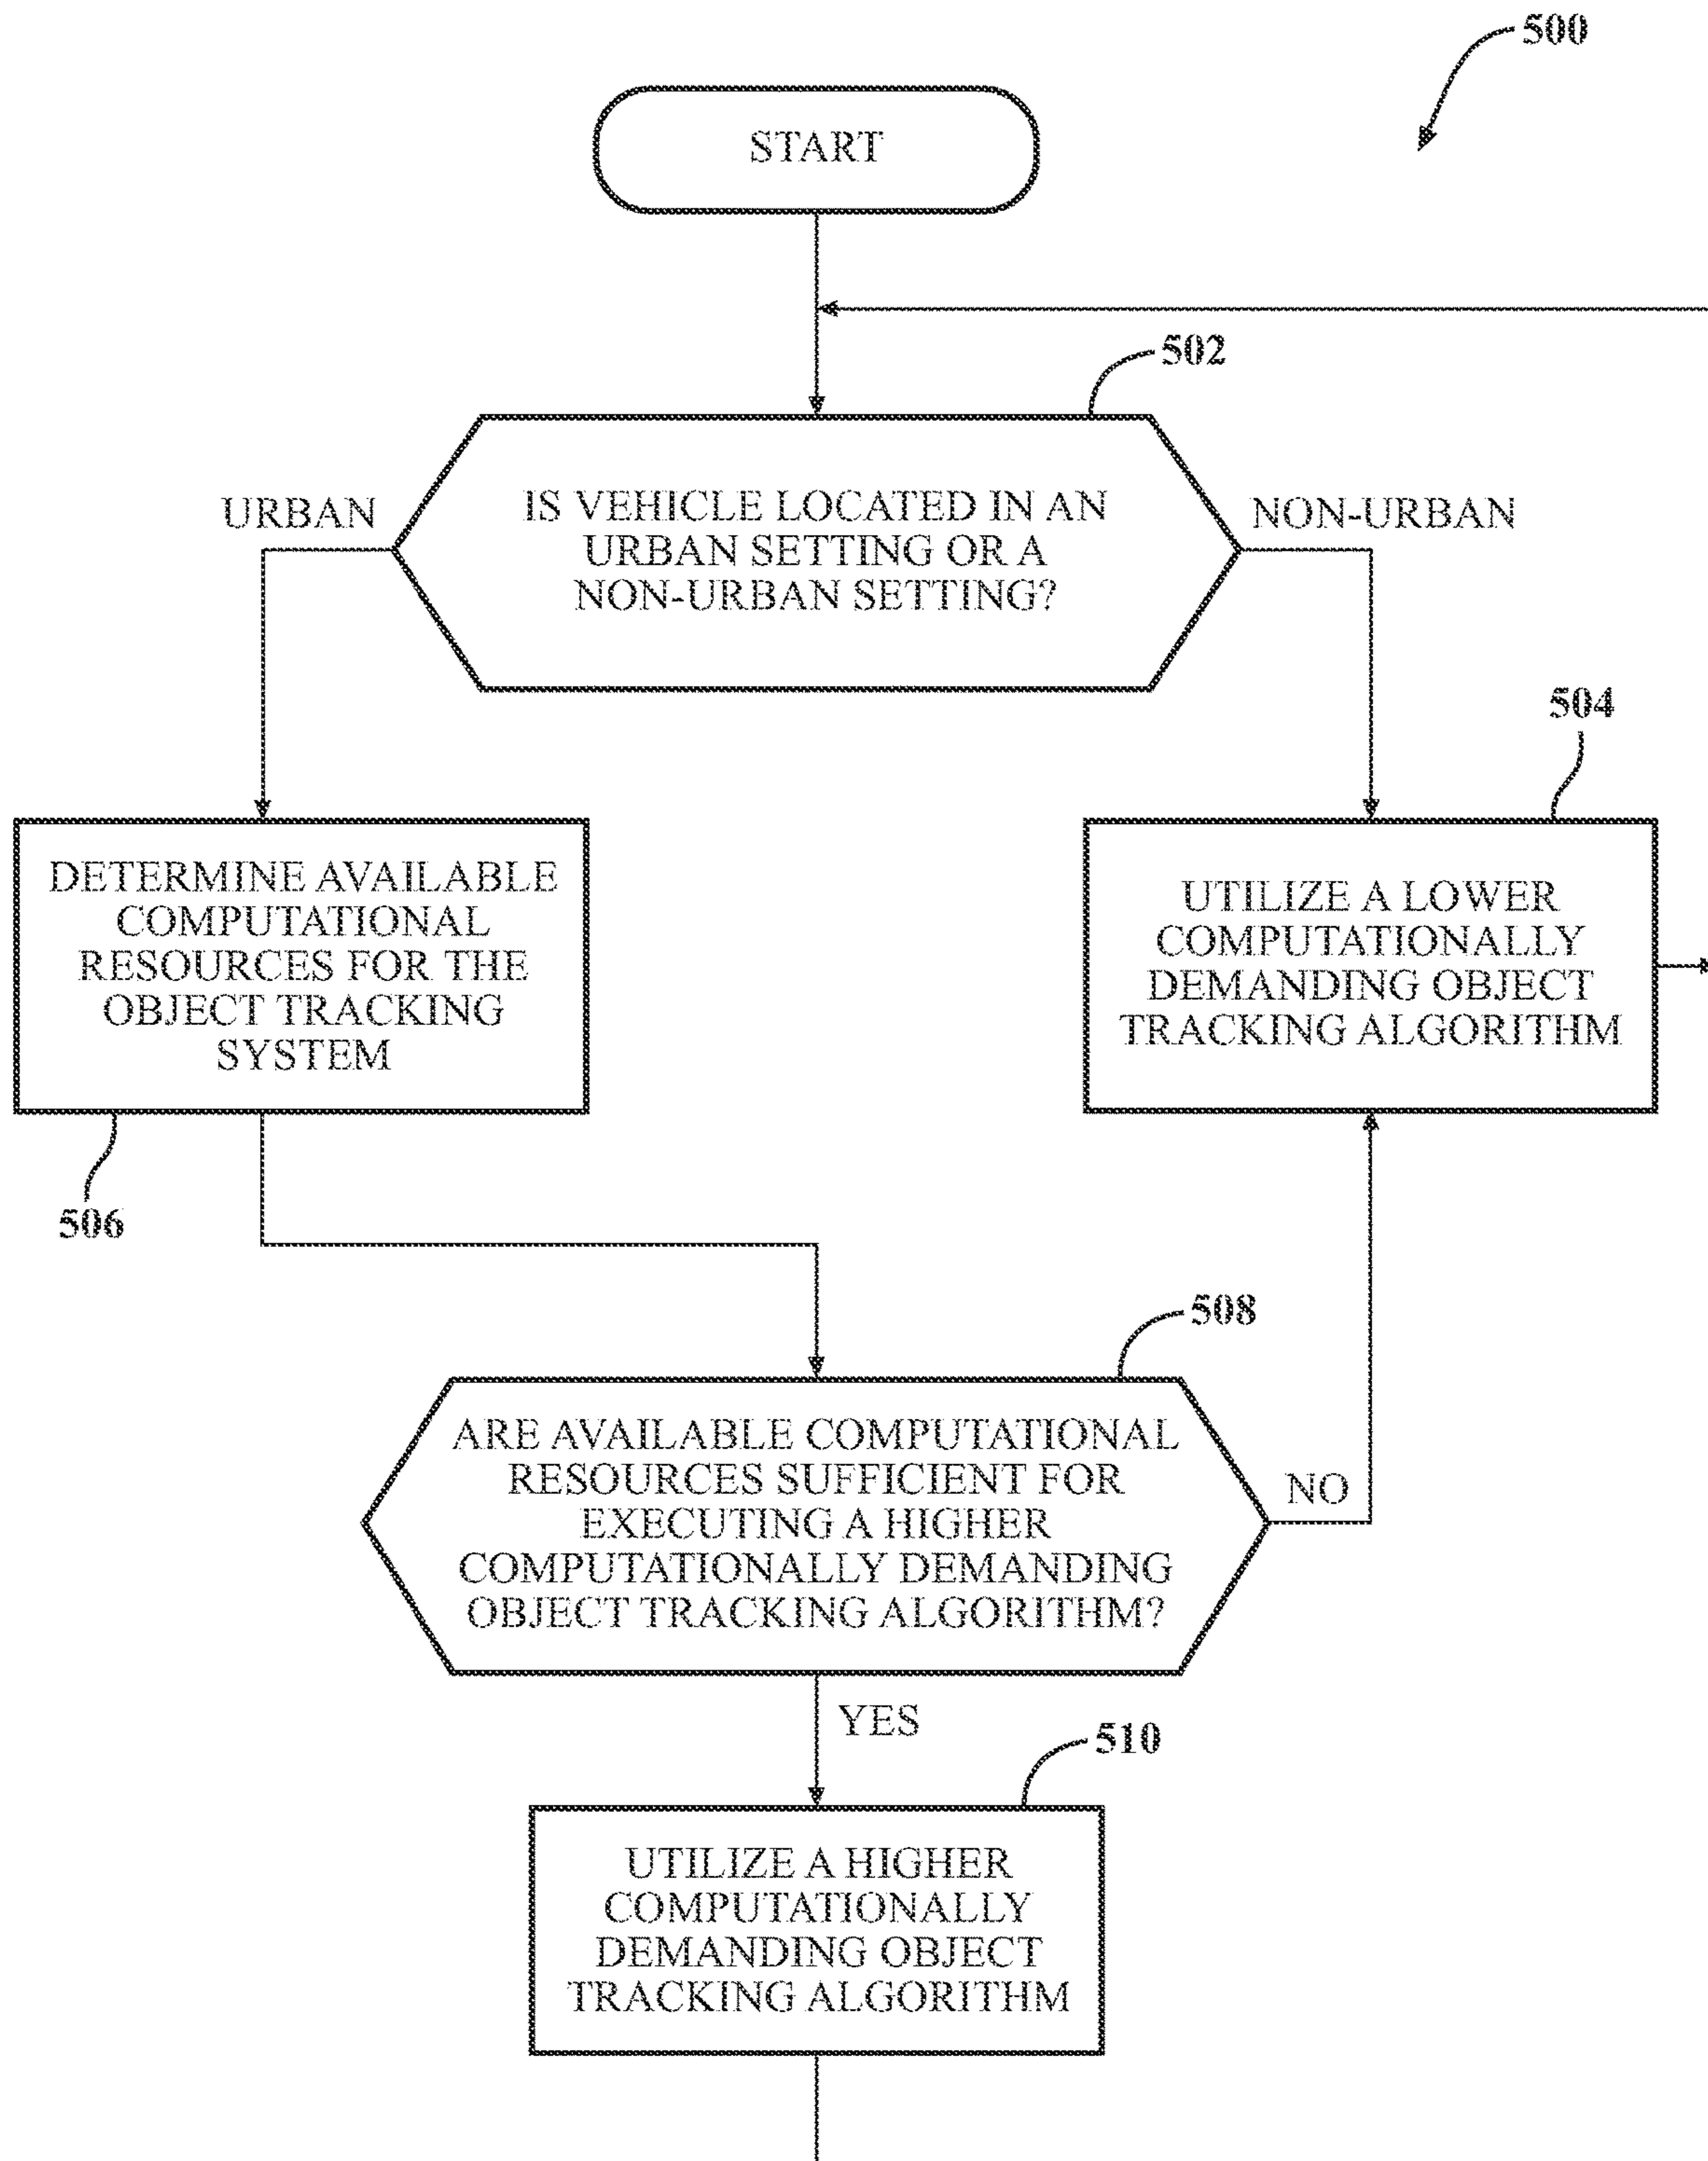 500
START
502
URBAN
IS VEHICLE LOCATED IN AN
URBAN SETTING OR A
NON-URBAN SETTING?
NON-URBAN
504
DETERMINE AVAILABLE
COMPUTATIONAL
RESOURCES FOR THE
OBJECT TRACKING
SYSTEM
UTILIZE A LOWER
COMPUTATIONALLY
DEMANDING OBJECT
TRACKING ALGORITHM
506
508
ARE AVAILABLE COMPUTATIONAL
RESOURCES SUFFICIENT FOR
EXECUTING A HIGHER
COMPUTATIONALLY DEMANDING
OBJECT TRACKING ALGORITHM?
NO
YES
510
UTILIZE A HIGHER
COMPUTATIONALLY
DEMANDING OBJECT
TRACKING ALGORITHM